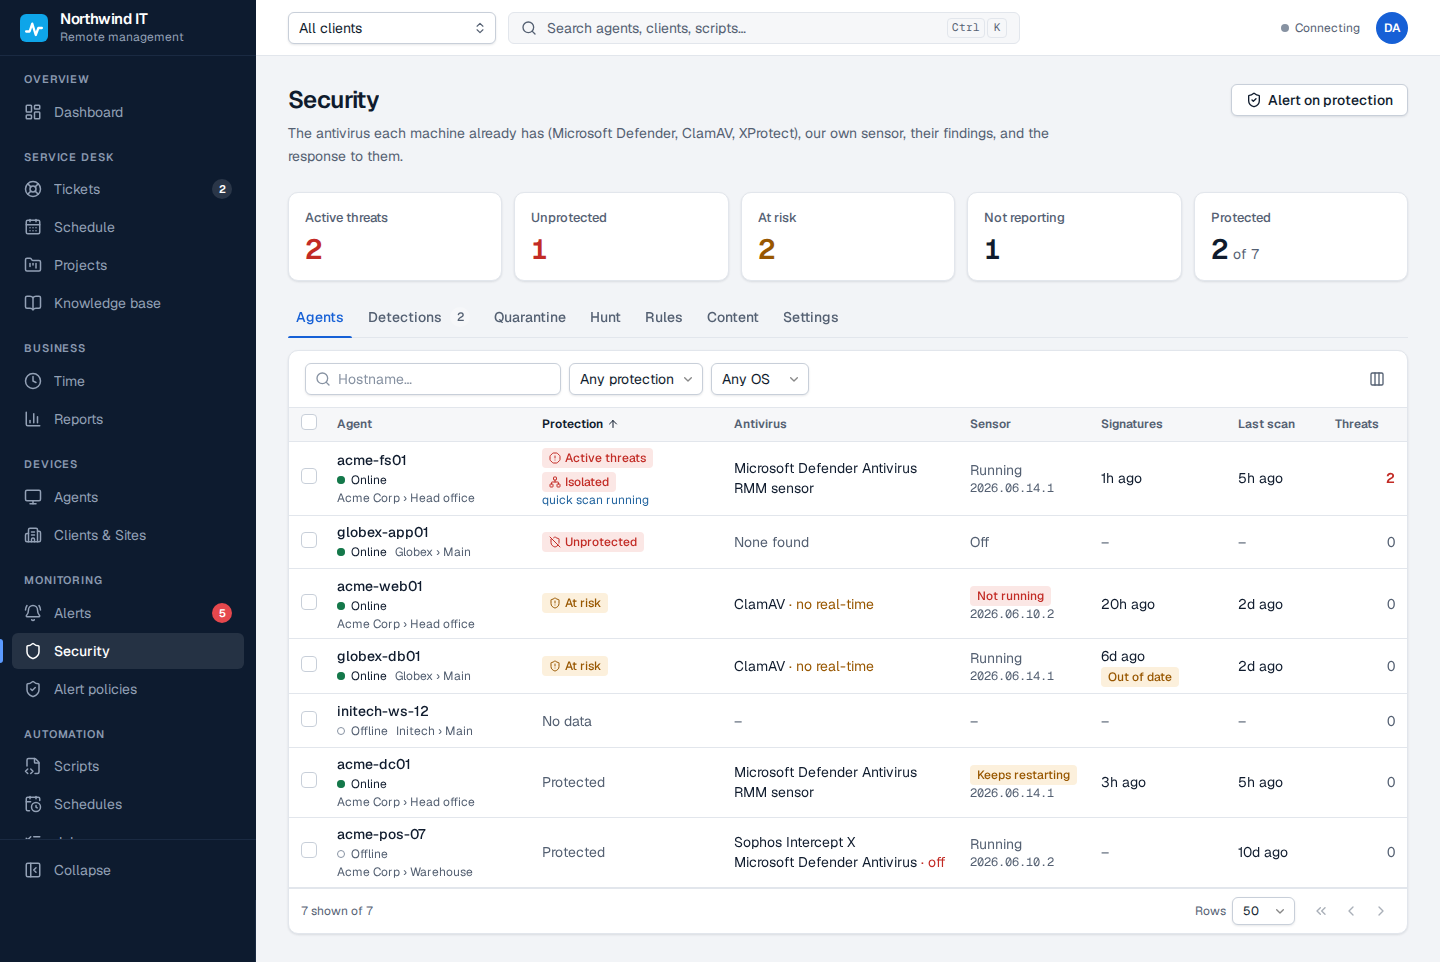 Northwind IT
Remote management
All clients
Search agents, clients, scripts…
Ctrl K
Connecting
DA
OVERVIEW
Dashboard
SERVICE DESK
Tickets 2
Schedule
Projects
Knowledge base
BUSINESS
Time
Reports
DEVICES
Agents
Clients & Sites
MONITORING
Alerts 5
Security
Alert policies
AUTOMATION
Scripts
Schedules
Collapse
Security
Alert on protection
The antivirus each machine already has (Microsoft Defender, ClamAV, XProtect), our own sensor, their findings, and the
response to them.
Active threats
2
Unprotected
1
At risk
2
Not reporting
1
Protected
2 of 7
Agents Detections 2 Quarantine Hunt Rules Content Settings
Hostname…
Any protection
Any OS
Agent Protection ↑ Antivirus Sensor Signatures Last scan Threats
acme-fs01
Online
Acme Corp › Head office
Active threats
Isolated
quick scan running
Microsoft Defender Antivirus
RMM sensor
Running
2026.06.14.1
1h ago
5h ago
2
globex-app01
Online Globex › Main
Unprotected
None found
Off
–
–
0
acme-web01
Online
Acme Corp › Head office
At risk
ClamAV · no real-time
Not running
2026.06.10.2
20h ago
2d ago
0
globex-db01
Online Globex › Main
At risk
ClamAV · no real-time
Running
2026.06.14.1
6d ago
Out of date
2d ago
0
initech-ws-12
Offline Initech › Main
No data
–
–
–
–
0
acme-dc01
Online
Acme Corp › Head office
Protected
Microsoft Defender Antivirus
RMM sensor
Keeps restarting
2026.06.14.1
3h ago
5h ago
0
acme-pos-07
Offline
Acme Corp › Warehouse
Protected
Sophos Intercept X
Microsoft Defender Antivirus · off
Running
2026.06.10.2
–
10d ago
0
7 shown of 7
Rows 50